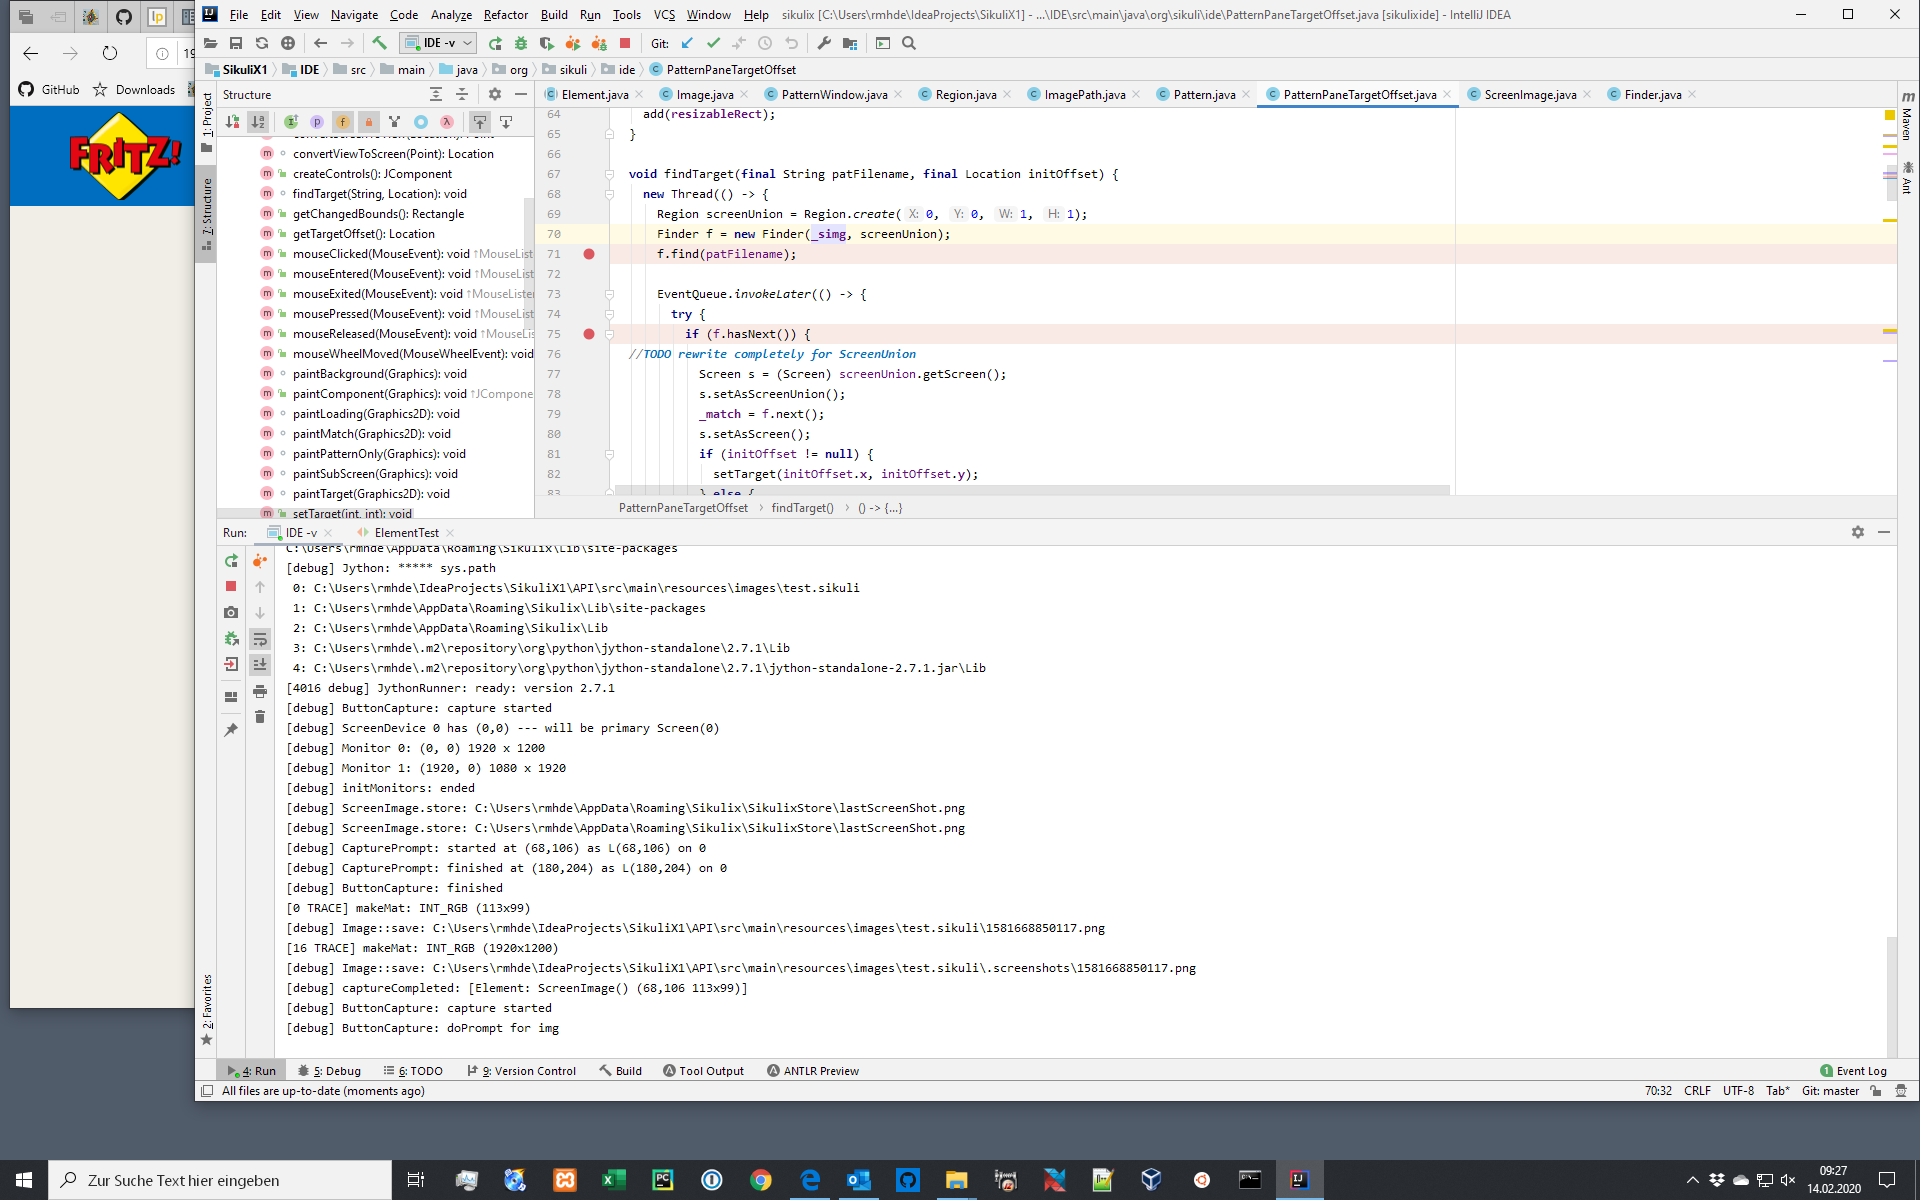 File Edit View Navigate Code Analyze Refactor Build Run Tools VCS Window Help sikulix [C:\Users\rmhde\IdeaProjects\SikuliX1] - ...\IDE\src\main\java\org\sikuli\ide\PatternPaneTargetOffset.java [sikulixide] - IntelliJ IDEA
IDE -v Git:
SikuliX1 IDE src main java org sikuli ide PatternPaneTargetOffset
GitHub Downloads
FRITZ!
1: Project
7: Structure
2: Favorites
Maven
Ant
Structure
Element.java Image.java PatternWindow.java Region.java ImagePath.java Pattern.java PatternPaneTargetOffset.java ScreenImage.java Finder.java
convertViewToScreen(Point): Location
createControls(): JComponent
findTarget(String, Location): void
getChangedBounds(): Rectangle
getTargetOffset(): Location
mouseClicked(MouseEvent): void ↑MouseList
mouseEntered(MouseEvent): void ↑MouseList
mouseExited(MouseEvent): void ↑MouseListe
mousePressed(MouseEvent): void ↑MouseList
mouseReleased(MouseEvent): void ↑MouseLis
mouseWheelMoved(MouseWheelEvent): void
paintBackground(Graphics): void
paintComponent(Graphics): void ↑JCompone
paintLoading(Graphics2D): void
paintMatch(Graphics2D): void
paintPatternOnly(Graphics): void
paintSubScreen(Graphics): void
paintTarget(Graphics2D): void
setTarget(int, int): void
64 add(resizableRect);
65 }
66
67 void findTarget(final String patFilename, final Location initOffset) {
68 new Thread(() -> {
69 Region screenUnion = Region.create( X: 0, Y: 0, W: 1, H: 1);
70 Finder f = new Finder(_simg, screenUnion);
71 f.find(patFilename);
72
73 EventQueue.invokeLater(() -> {
74 try {
75 if (f.hasNext()) {
76 //TODO rewrite completely for ScreenUnion
77 Screen s = (Screen) screenUnion.getScreen();
78 s.setAsScreenUnion();
79 _match = f.next();
80 s.setAsScreen();
81 if (initOffset != null) {
82 setTarget(initOffset.x, initOffset.y);
83 } else {
PatternPaneTargetOffset › findTarget() › () -> {...}
Run: IDE -v ElementTest
C:\Users\rmhde\AppData\Roaming\Sikulix\Lib\site-packages
[debug] Jython: ***** sys.path
0: C:\Users\rmhde\IdeaProjects\SikuliX1\API\src\main\resources\images\test.sikuli
1: C:\Users\rmhde\AppData\Roaming\Sikulix\Lib\site-packages
2: C:\Users\rmhde\AppData\Roaming\Sikulix\Lib
3: C:\Users\rmhde\.m2\repository\org\python\jython-standalone\2.7.1\Lib
4: C:\Users\rmhde\.m2\repository\org\python\jython-standalone\2.7.1\jython-standalone-2.7.1.jar\Lib
[4016 debug] JythonRunner: ready: version 2.7.1
[debug] ButtonCapture: capture started
[debug] ScreenDevice 0 has (0,0) --- will be primary Screen(0)
[debug] Monitor 0: (0, 0) 1920 x 1200
[debug] Monitor 1: (1920, 0) 1080 x 1920
[debug] initMonitors: ended
[debug] ScreenImage.store: C:\Users\rmhde\AppData\Roaming\Sikulix\SikulixStore\lastScreenShot.png
[debug] ScreenImage.store: C:\Users\rmhde\AppData\Roaming\Sikulix\SikulixStore\lastScreenShot.png
[debug] CapturePrompt: started at (68,106) as L(68,106) on 0
[debug] CapturePrompt: finished at (180,204) as L(180,204) on 0
[debug] ButtonCapture: finished
[0 TRACE] makeMat: INT_RGB (113x99)
[debug] Image::save: C:\Users\rmhde\IdeaProjects\SikuliX1\API\src\main\resources\images\test.sikuli\1581668850117.png
[16 TRACE] makeMat: INT_RGB (1920x1200)
[debug] Image::save: C:\Users\rmhde\IdeaProjects\SikuliX1\API\src\main\resources\images\test.sikuli\.screenshots\1581668850117.png
[debug] captureCompleted: [Element: ScreenImage() (68,106 113x99)]
[debug] ButtonCapture: capture started
[debug] ButtonCapture: doPrompt for img
4: Run 5: Debug 6: TODO 9: Version Control Build Tool Output ANTLR Preview 1 Event Log
All files are up-to-date (moments ago) 70:32 CRLF UTF-8 Tab* Git: master
Zur Suche Text hier eingeben
09:27
14.02.2020